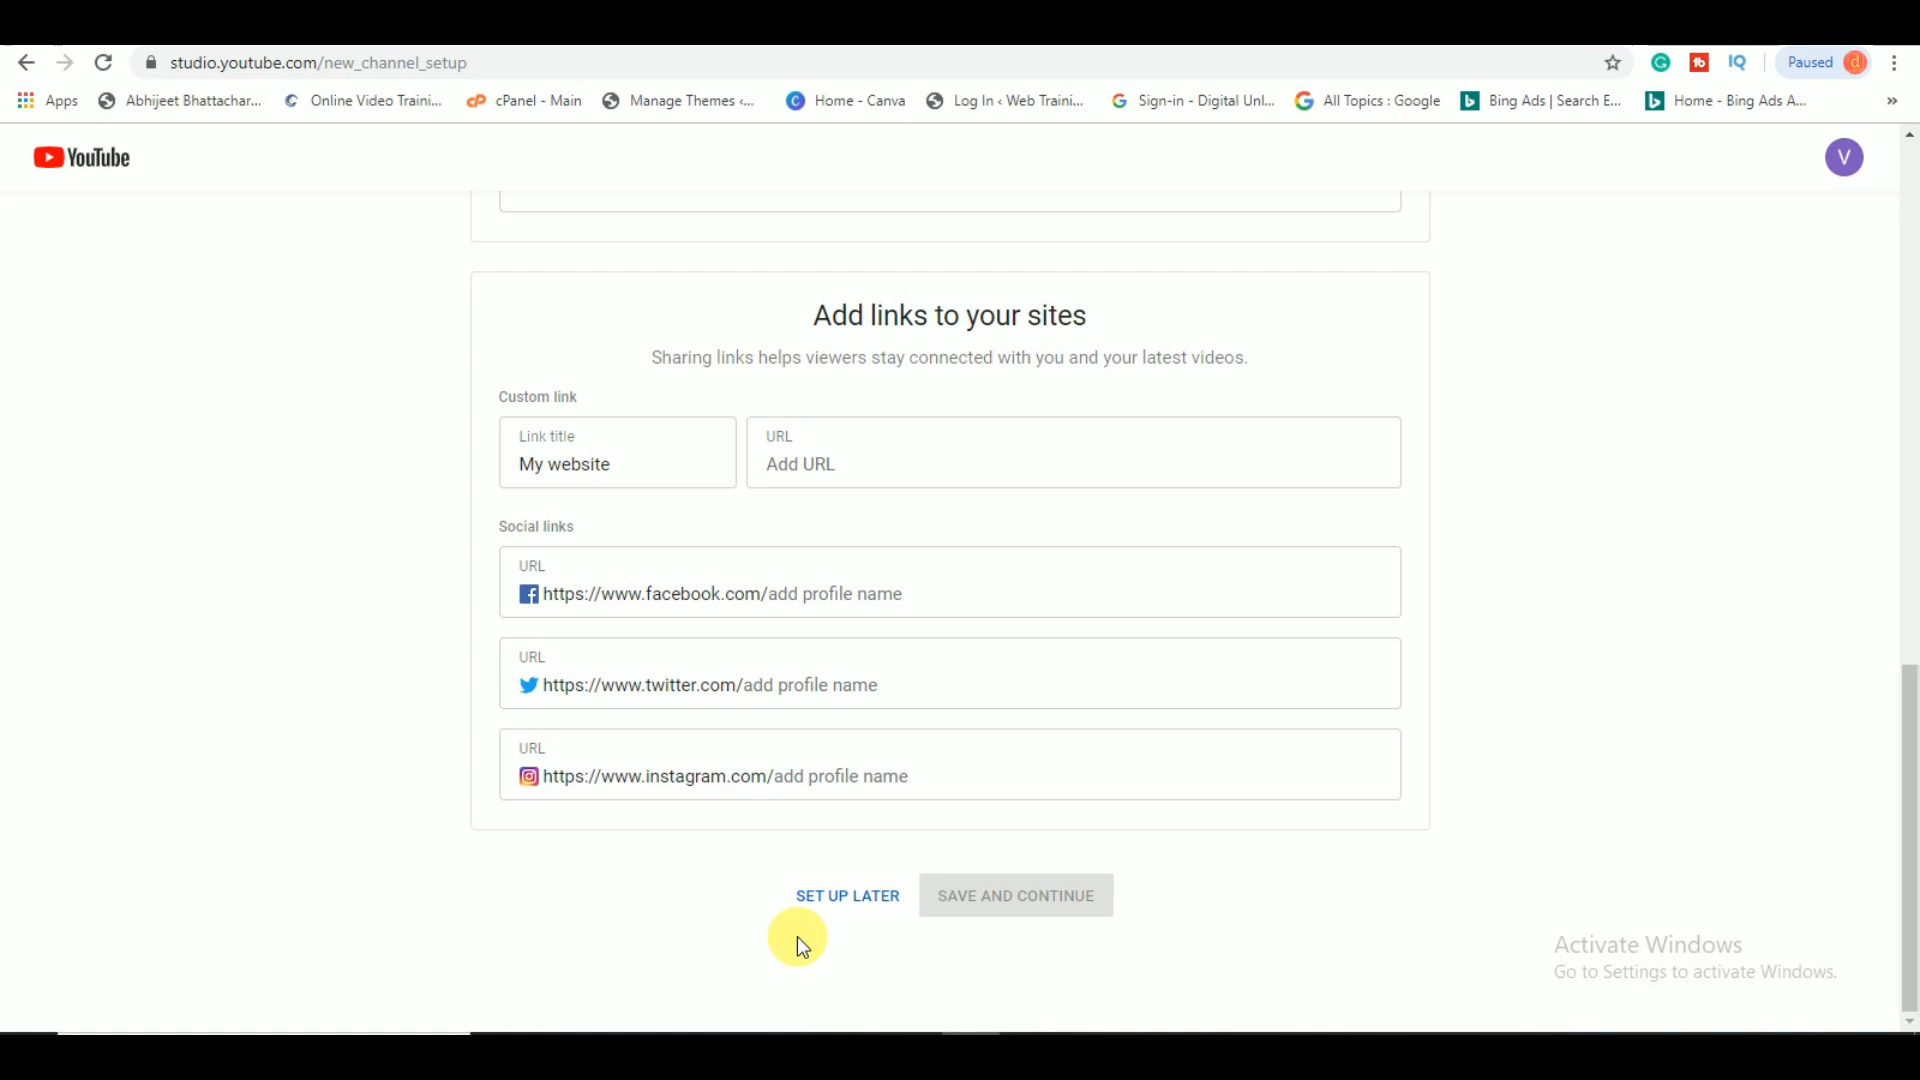 studio.youtube.com/new_channel_setup
Paused d
Apps Abhijeet Bhattachar... Online Video Traini... cPanel - Main Manage Themes ‹... Home - Canva Log In ‹ Web Traini... Sign-in - Digital Unl... All Topics : Google Bing Ads | Search E... Home - Bing Ads A... »
YouTube
V
Add links to your sites
Sharing links helps viewers stay connected with you and your latest videos.
Custom link
Link title
My website
URL
Add URL
Social links
URL
https://www.facebook.com/add profile name
URL
https://www.twitter.com/add profile name
URL
https://www.instagram.com/add profile name
SET UP LATER SAVE AND CONTINUE
Activate Windows
Go to Settings to activate Windows.